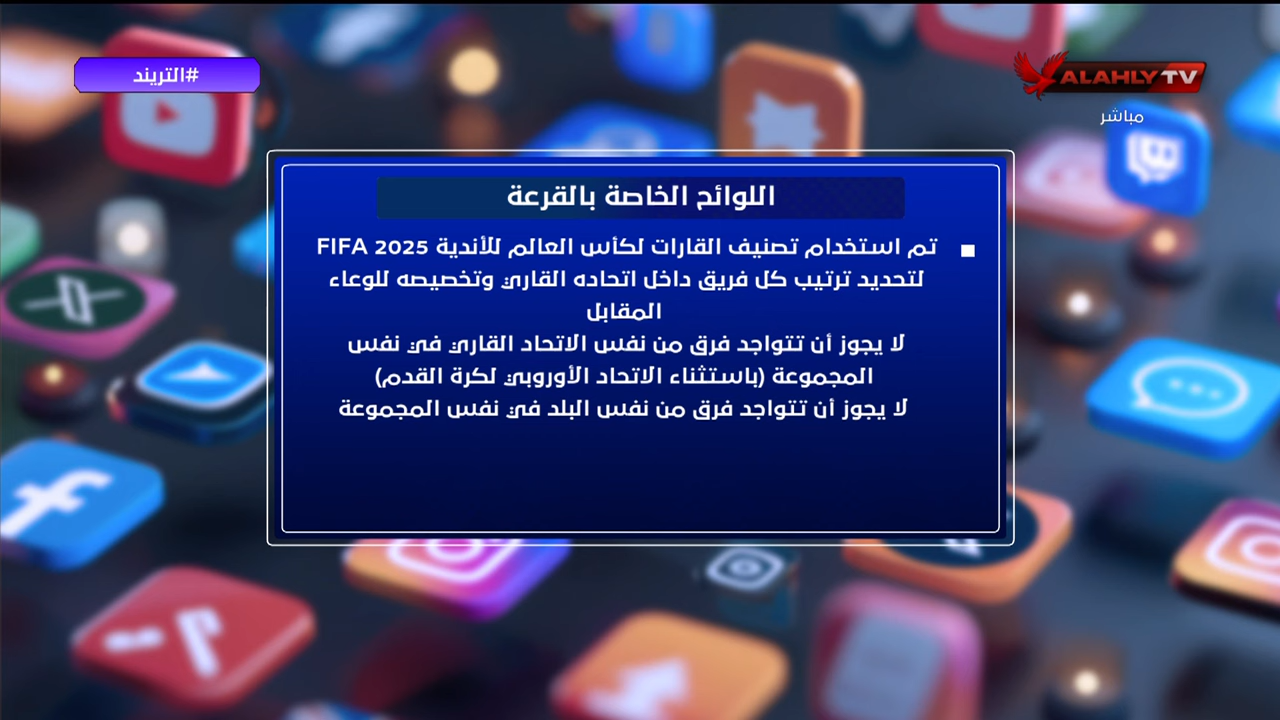 #التريند
ALAHLY TV
مباشر
اللوائح الخاصة بالقرعة
تم استخدام تصنيف القارات لكأس العالم للأندية FIFA 2025
لتحديد ترتيب كل فريق داخل اتحاده القاري وتخصيصه للوعاء
المقابل
لا يجوز أن تتواجد فرق من نفس الاتحاد القاري في نفس
المجموعة (باستثناء الاتحاد الأوروبي لكرة القدم)
لا يجوز أن تتواجد فرق من نفس البلد في نفس المجموعة